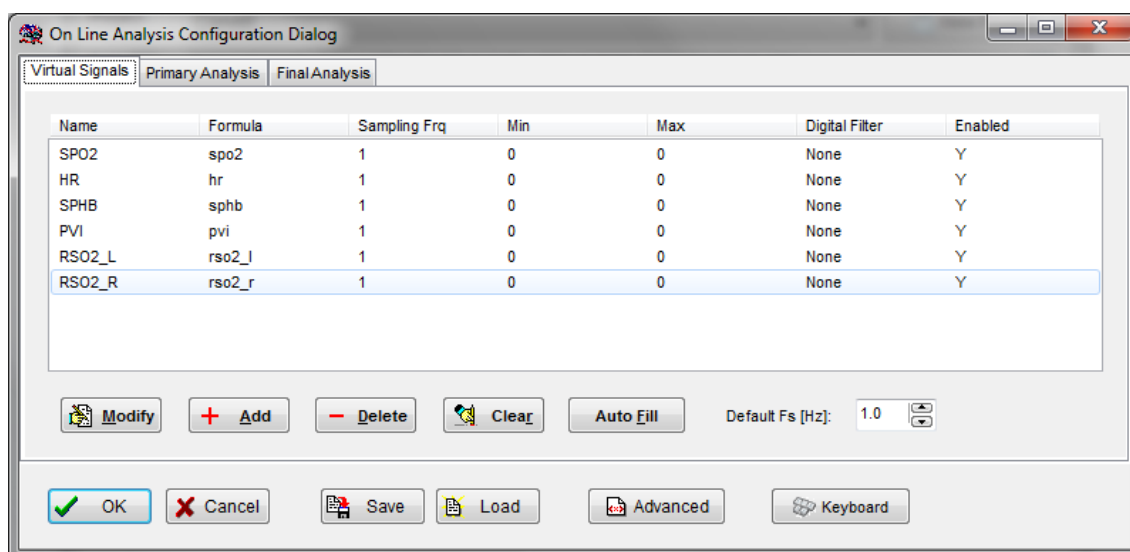 On Line Analysis Configuration Dialog
Virtual Signals Primary Analysis Final Analysis
Name Formula Sampling Frq Min Max Digital Filter Enabled
SPO2 spo2 1 0 0 None Y
HR hr 1 0 0 None Y
SPHB sphb 1 0 0 None Y
PVI pvi 1 0 0 None Y
RSO2_L rso2_l 1 0 0 None Y
RSO2_R rso2_r 1 0 0 None Y
Modify Add Delete Clear Auto Fill Default Fs [Hz]: 1.0
OK Cancel Save Load Advanced Keyboard